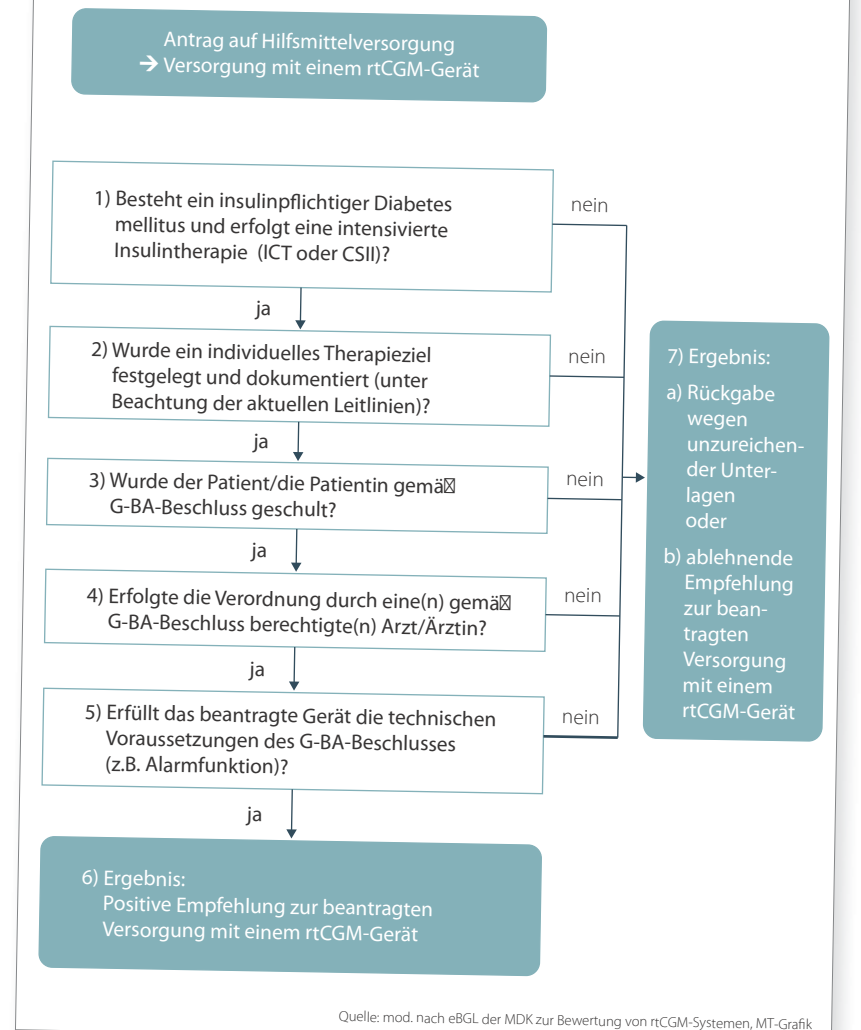 Antrag auf Hilfsmittelversorgung
➔ Versorgung mit einem rtCGM-Gerät
1) Besteht ein insulinpflichtiger Diabetes
mellitus und erfolgt eine intensivierte
Insulintherapie (ICT oder CSII)?
nein
ja
2) Wurde ein individuelles Therapieziel
festgelegt und dokumentiert (unter
Beachtung der aktuellen Leitlinien)?
nein
ja
3) Wurde der Patient/die Patientin gemä☒
G-BA-Beschluss geschult?
nein
ja
4) Erfolgte die Verordnung durch eine(n) gemä☒
G-BA-Beschluss berechtigte(n) Arzt/Ärztin?
nein
ja
5) Erfüllt das beantragte Gerät die technischen
Voraussetzungen des G-BA-Beschlusses
(z.B. Alarmfunktion)?
nein
ja
6) Ergebnis:
Positive Empfehlung zur beantragten
Versorgung mit einem rtCGM-Gerät
7) Ergebnis:
a) Rückgabe
wegen
unzureichen-
der Unter-
lagen
oder
b) ablehnende
Empfehlung
zur bean-
tragten
Versorgung
mit einem
rtCGM-Gerät
Quelle: mod. nach eBGL der MDK zur Bewertung von rtCGM-Systemen, MT-Grafik